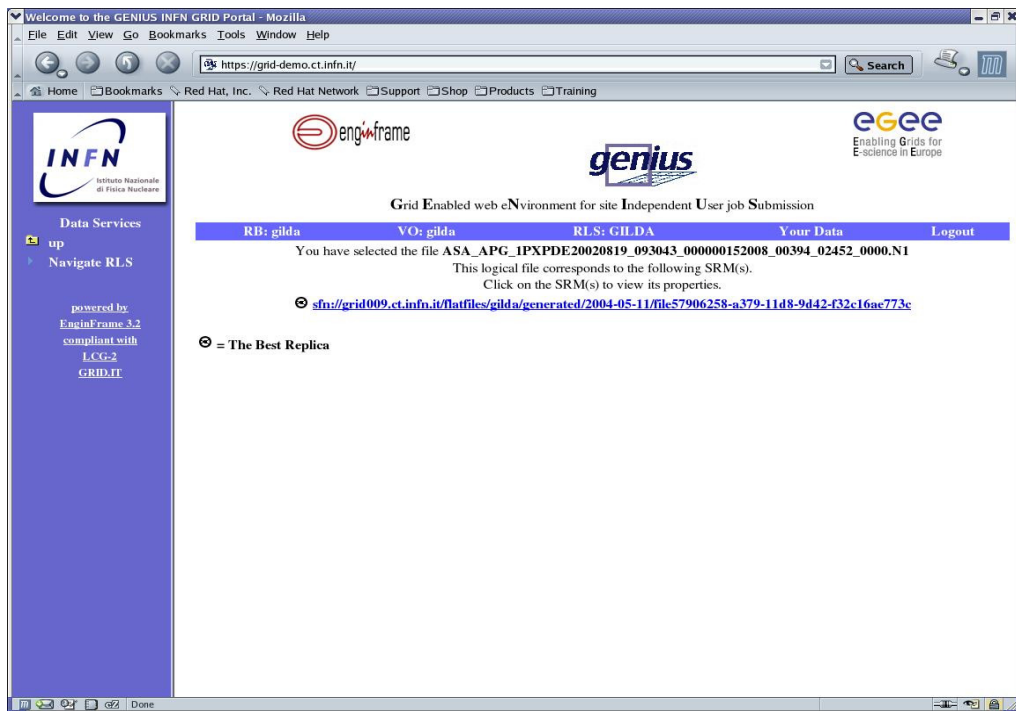 Welcome to the GENIUS INFN GRID Portal - Mozilla
File Edit View Go Bookmarks Tools Window Help
https://grid-demo.ct.infn.it/
Search
Home Bookmarks Red Hat, Inc. Red Hat Network Support Shop Products Training
INFN
Istituto Nazionale
di Fisica Nucleare
enginframe
genius
egee
Enabling Grids for
E-science in Europe
Grid Enabled web eNvironment for site Independent User job Submission
Data Services
up
Navigate RLS
powered by
EnginFrame 3.2
compliant with
LCG-2
GRID.IT
RB: gilda VO: gilda RLS: GILDA Your Data Logout
You have selected the file ASA_APG_1PXPDE20020819_093043_000000152008_00394_02452_0000.N1
This logical file corresponds to the following SRM(s).
Click on the SRM(s) to view its properties.
sfn://grid009.ct.infn.it/flatfiles/gilda/generated/2004-05-11/file57906258-a379-11d8-9d42-f32c16ae773c
= The Best Replica
Done